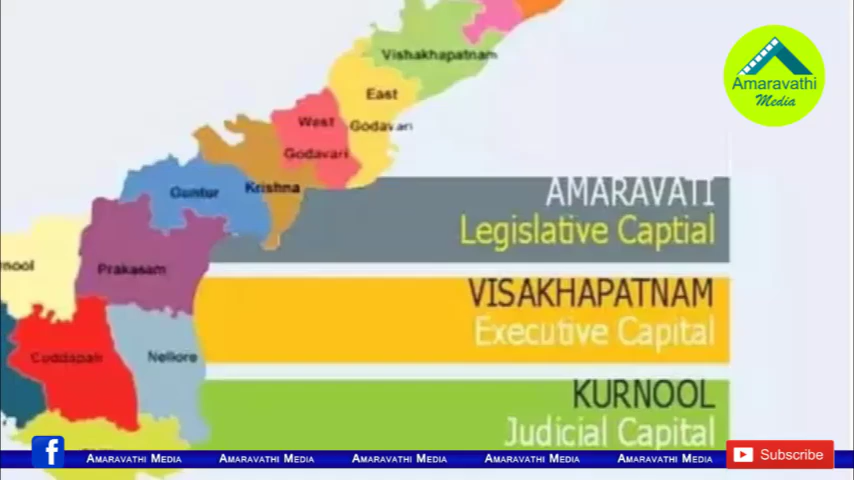 Vishakhapatnam
East
Godavari
West
Godavari
Krishna
Guntur
Prakasam
Cuddapah
Nellore
Amaravathi
Media
AMARAVATI
Legislative Captial
VISAKHAPATNAM
Executive Capital
KURNOOL
Judicial Capital
f
AMARAVATHI MEDIA AMARAVATHI MEDIA AMARAVATHI MEDIA AMARAVATHI MEDIA AMARAVATHI MEDIA
Subscribe